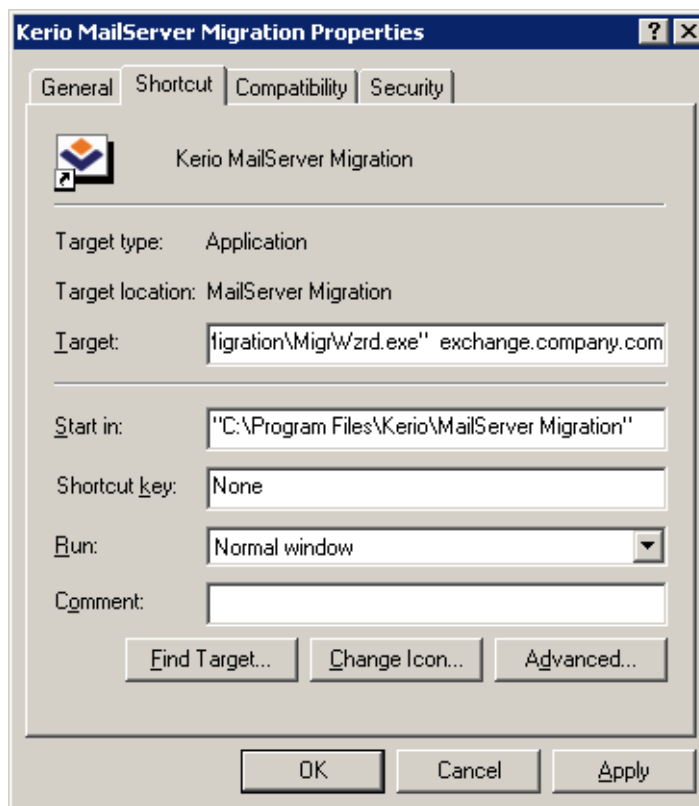 Kerio MailServer Migration Properties
General Shortcut Compatibility Security
Kerio MailServer Migration
Target type: Application
Target location: MailServer Migration
Target: igration\MigrWzrd.exe" exchange.company.com
Start in: "C:\Program Files\Kerio\MailServer Migration"
Shortcut key: None
Run: Normal window
Comment:
Find Target... Change Icon... Advanced...
OK Cancel Apply